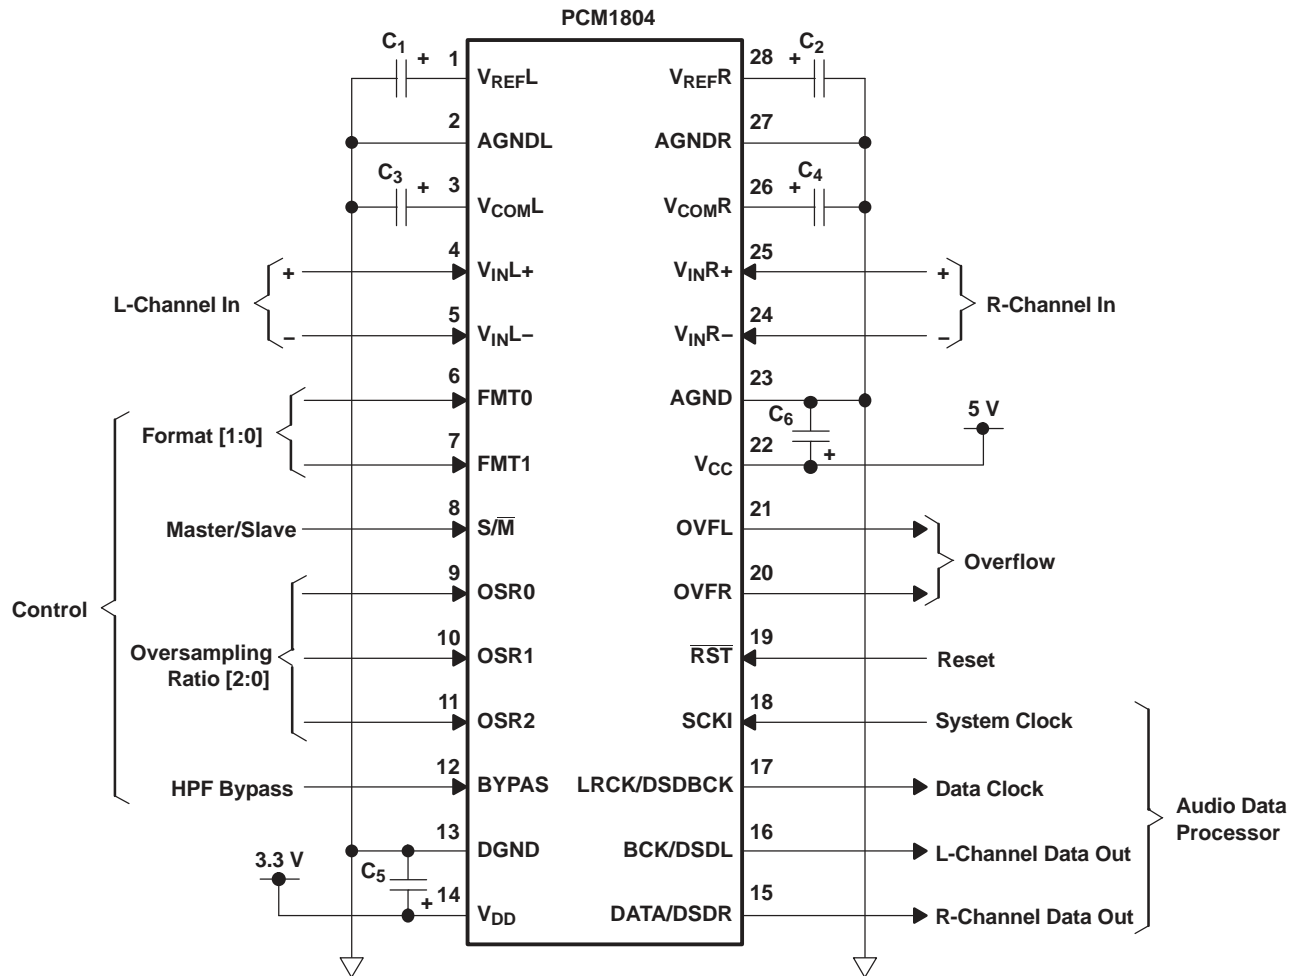 PCM1804
C1
+
1
VREFL
VREFR
28
+
C2
2
AGNDL
AGNDR
27
C3
+
3
VCOML
VCOMR
26
+
C4
4
VINL+
VINR+
25
L-Channel In
+
−
+
−
R-Channel In
5
VINL−
VINR−
24
6
FMT0
AGND
23
Format [1:0]
C6
+
5 V
7
FMT1
VCC
22
Master/Slave
8
S/M̅
OVFL
21
Overflow
Control
9
OSR0
OVFR
20
Oversampling
Ratio [2:0]
10
OSR1
R̅S̅T̅
19
Reset
11
OSR2
SCKI
18
System Clock
HPF Bypass
12
BYPAS
LRCK/DSDBCK
17
Data Clock
Audio Data
Processor
13
DGND
BCK/DSDL
16
L-Channel Data Out
3.3 V
C5
+
14
VDD
DATA/DSDR
15
R-Channel Data Out